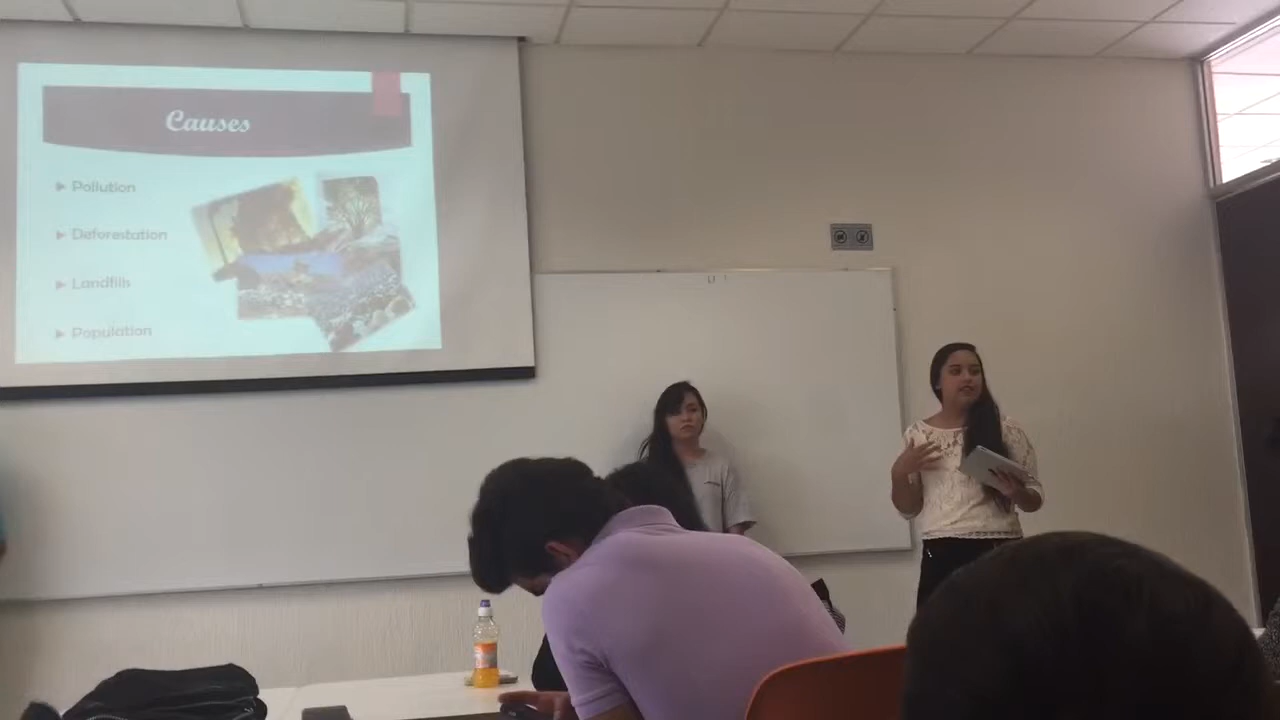 Causes
Pollution
Deforestation
Landfills
Population